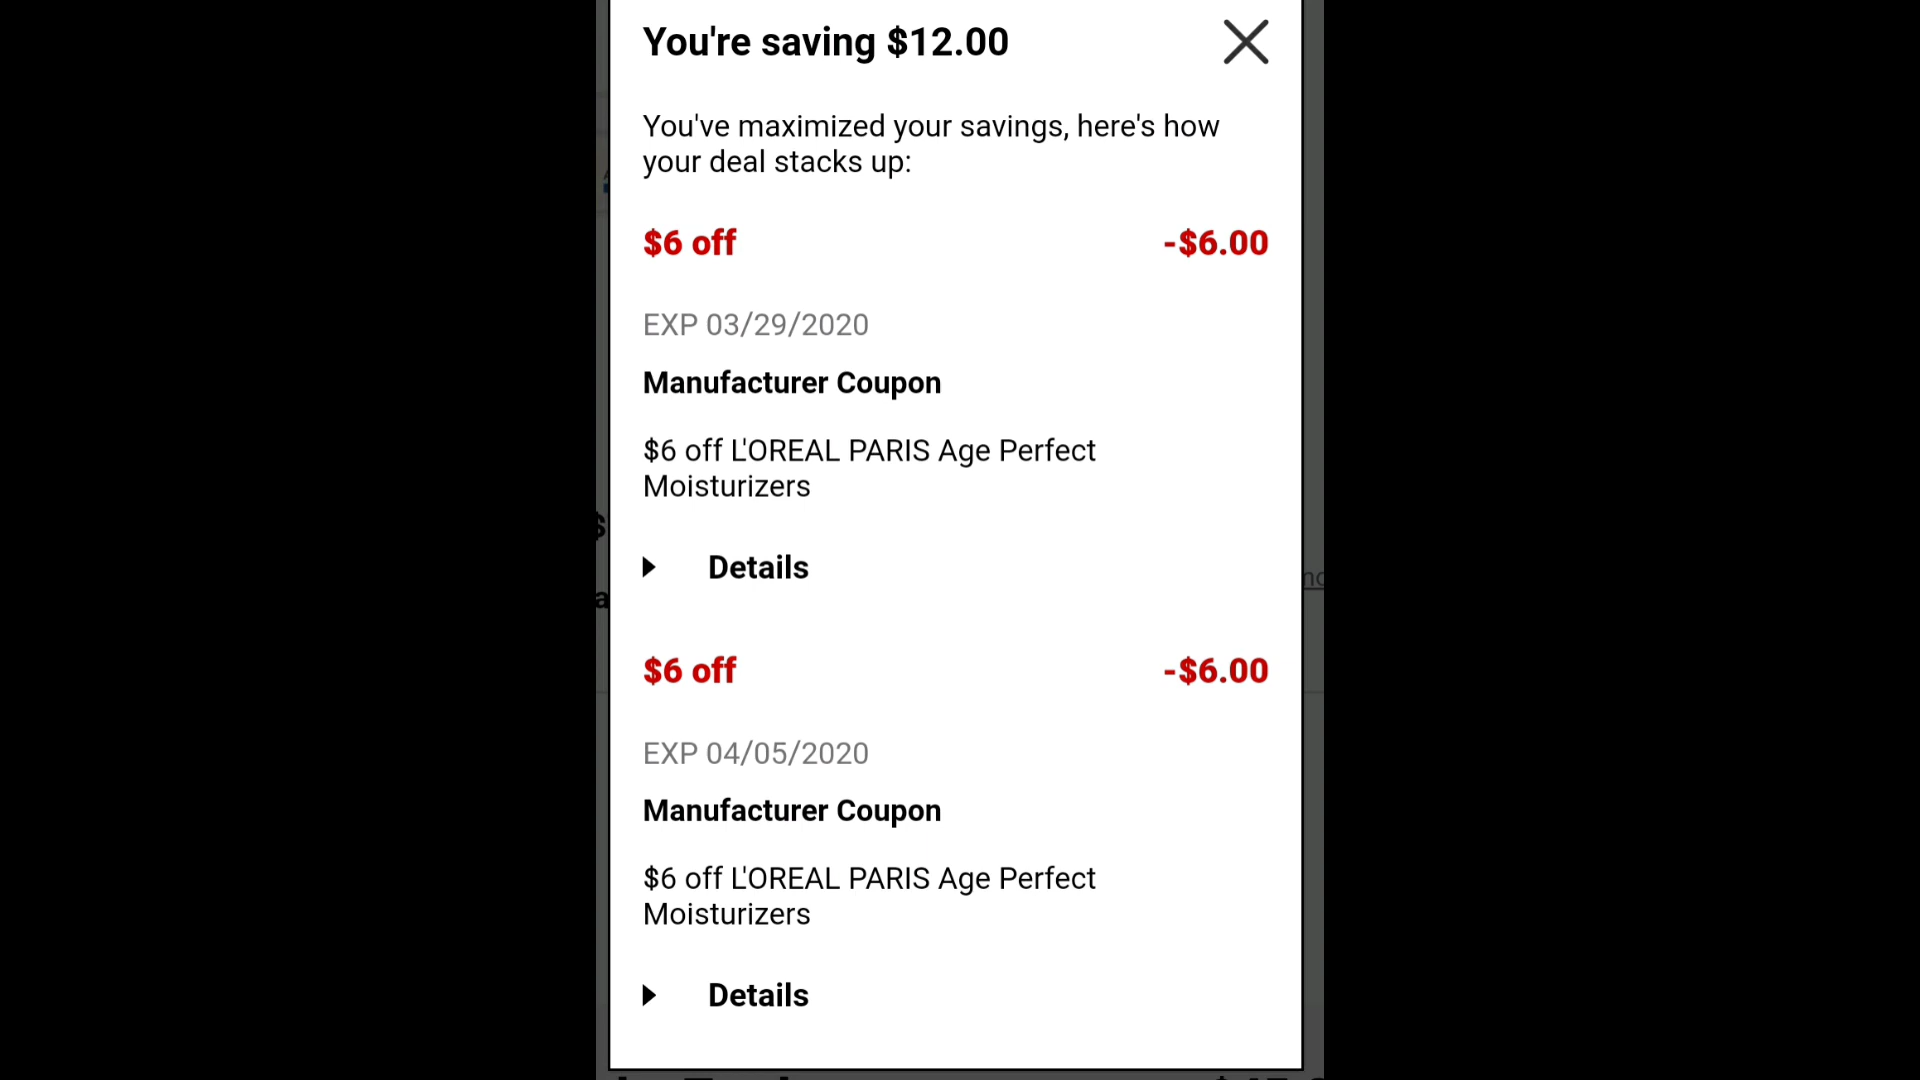 You're saving $12.00
You've maximized your savings, here's how
your deal stacks up:
$6 off -$6.00
EXP 03/29/2020
Manufacturer Coupon
$6 off L'OREAL PARIS Age Perfect
Moisturizers
Details
$6 off -$6.00
EXP 04/05/2020
Manufacturer Coupon
$6 off L'OREAL PARIS Age Perfect
Moisturizers
Details